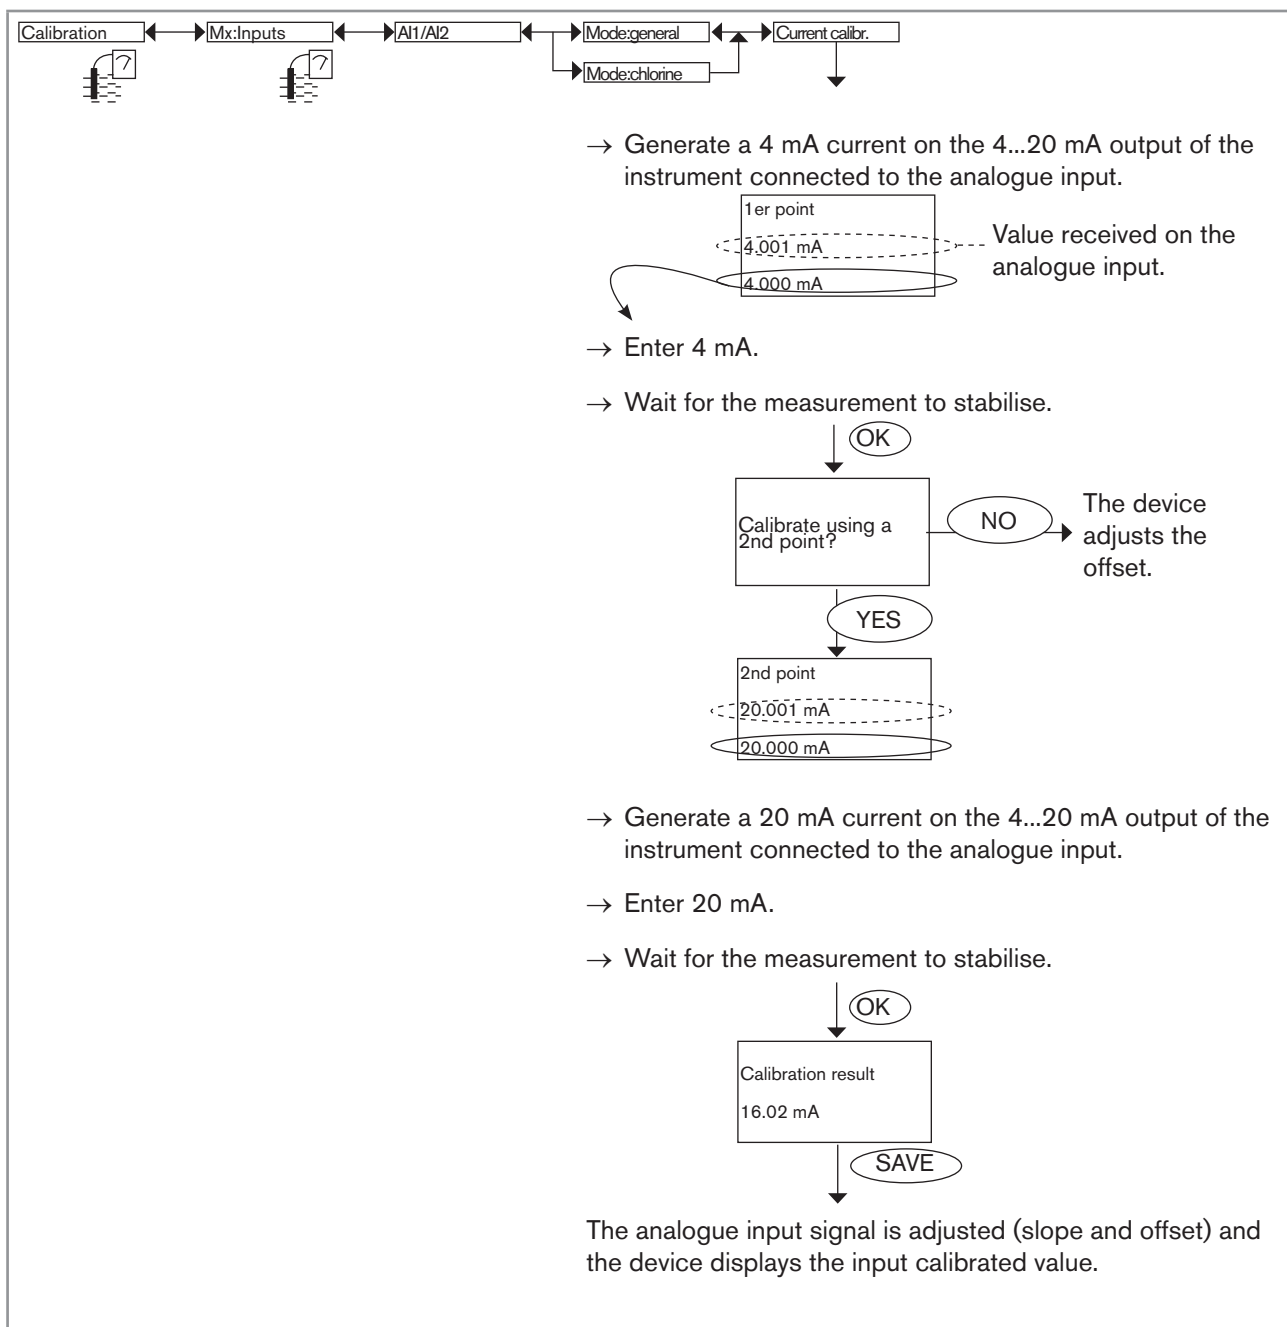 Calibration
Mx:Inputs
AI1/AI2
Mode:general
Current calibr.
Mode:chlorine
→ Generate a 4 mA current on the 4...20 mA output of the
instrument connected to the analogue input.
1er point
4.001 mA
4.000 mA
Value received on the
analogue input.
→ Enter 4 mA.
→ Wait for the measurement to stabilise.
OK
Calibrate using a
2nd point?
NO
The device
adjusts the
offset.
YES
2nd point
20.001 mA
20.000 mA
→ Generate a 20 mA current on the 4...20 mA output of the
instrument connected to the analogue input.
→ Enter 20 mA.
→ Wait for the measurement to stabilise.
OK
Calibration result
16.02 mA
SAVE
The analogue input signal is adjusted (slope and offset) and
the device displays the input calibrated value.